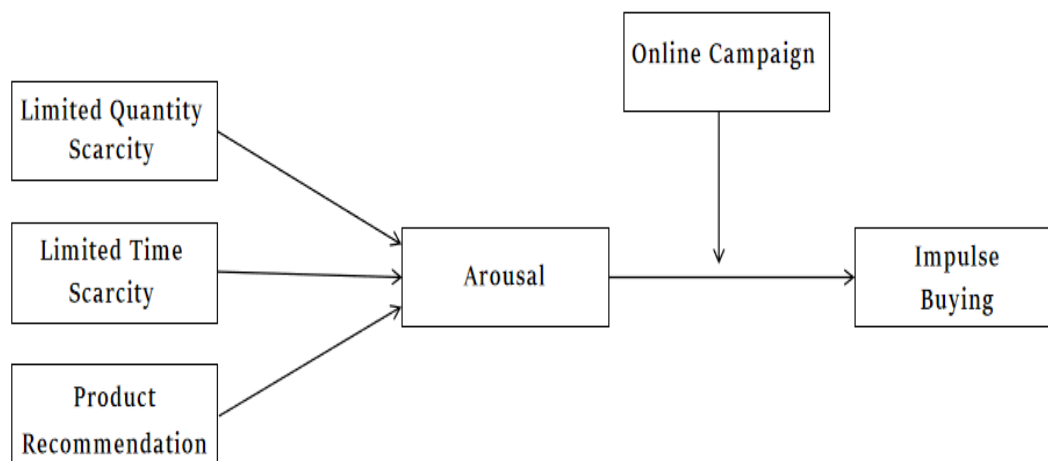 Online Campaign
Limited Quantity
Scarcity
Limited Time
Scarcity
Arousal
Impulse
Buying
Product
Recommendation